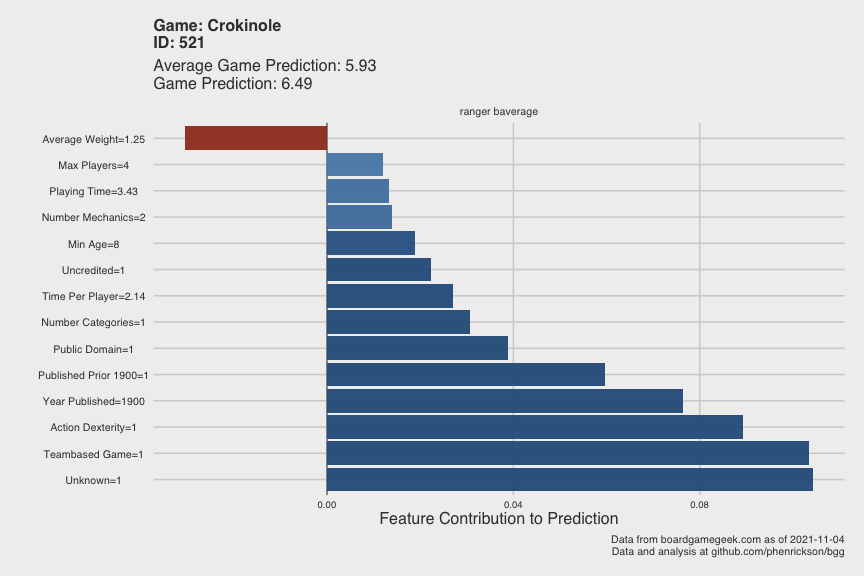 Game: Crokinole
ID: 521
Average Game Prediction: 5.93
Game Prediction: 6.49
ranger baverage
Average Weight=1.25
Max Players=4
Playing Time=3.43
Number Mechanics=2
Min Age=8
Uncredited=1
Time Per Player=2.14
Number Categories=1
Public Domain=1
Published Prior 1900=1
Year Published=1900
Action Dexterity=1
Teambased Game=1
Unknown=1
0.00 0.04 0.08
Feature Contribution to Prediction
Data from boardgamegeek.com as of 2021-11-04
Data and analysis at github.com/phenrickson/bgg